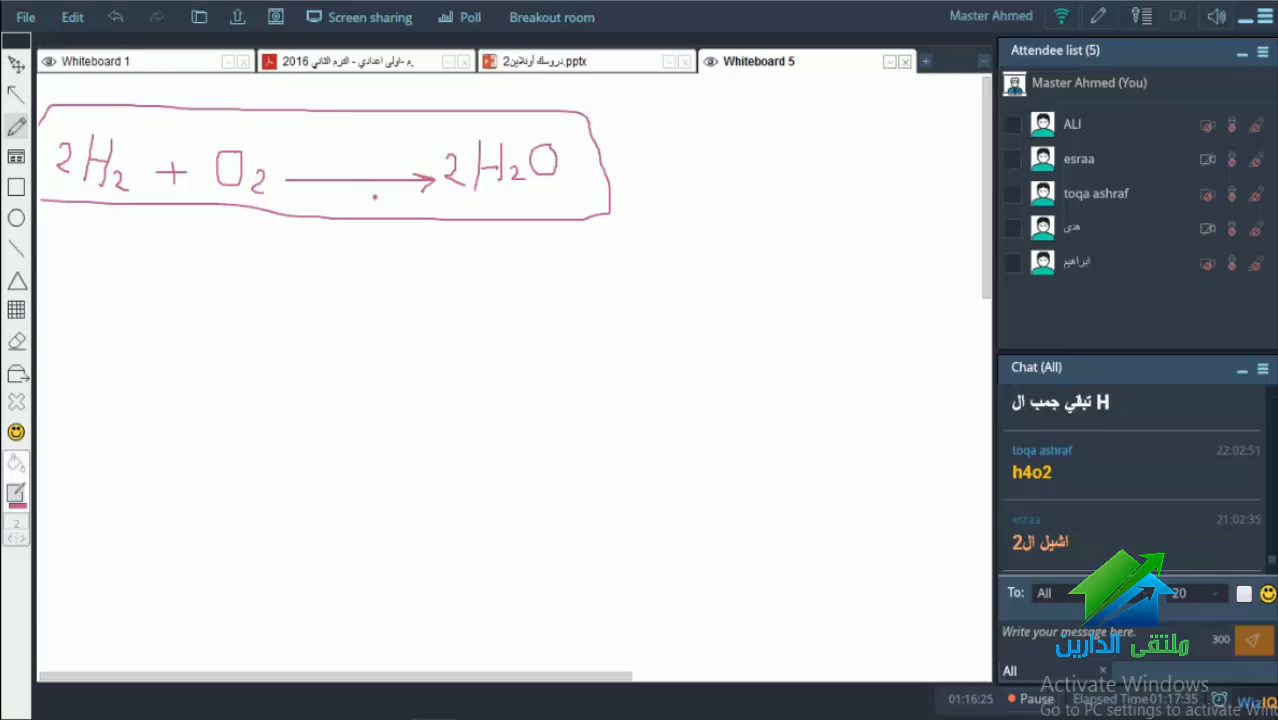 File Edit Screen sharing Poll Breakout room Master Ahmed
Whiteboard 1
م -اولى اعدادي - الترم الثاني 2016
دروسك أونلاين2.pptx
Whiteboard 5
2H2 + O2 → 2H2O
Attendee list (5)
Master Ahmed (You)
ALI
esraa
toqa ashraf
هدى
ابراهيم
Chat (All)
تبقي جمب ال H
toqa ashraf 22:02:51
h4o2
esraa 21:02:35
اشيل ال2
To: All 20
Write your message here. 300
ملتقى الدارين
All
2
Activate Windows
01:16:25 Pause Elapsed Time: 01:17:35 WizIQ
Go to PC settings to activate Win